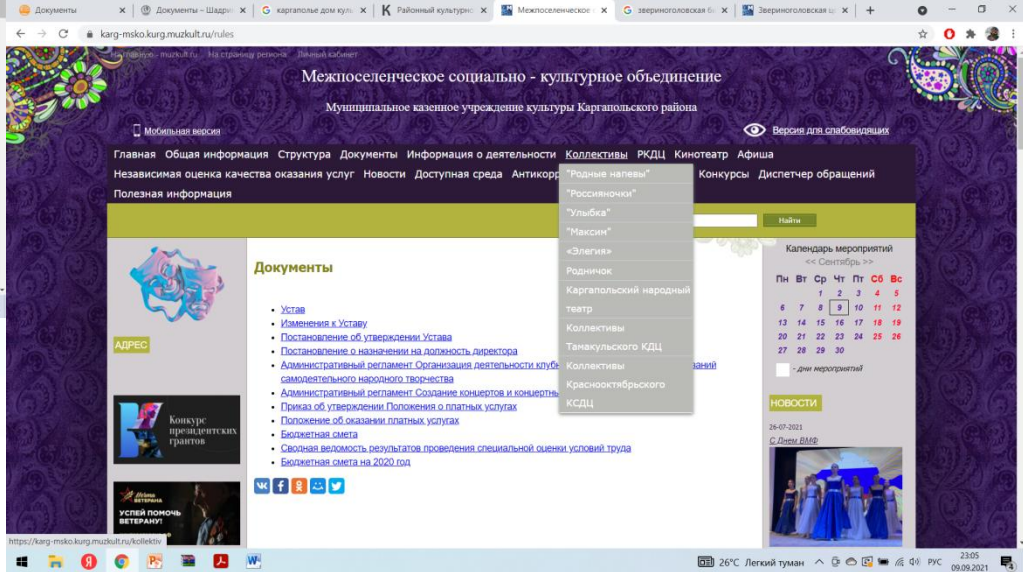 Документы
Документы – Шадрин
каргаполье дом куль
Районный культурно
Межпоселенческое с
звериноголовская би
Звериноголовская це
karg-msko.kurg.muzkult.ru/rules
На главную - muzkult.ru На страницу региона Личный кабинет
Межпоселенческое социально - культурное объединение
Муниципальное казенное учреждение культуры Каргапольского района
Мобильная версия
Версия для слабовидящих
Главная Общая информация Структура Документы Информация о деятельности Коллективы РКДЦ Кинотеатр Афиша
Независимая оценка качества оказания услуг Новости Доступная среда Антикорр Конкурсы Диспетчер обращений
Полезная информация
"Родные напевы"
"Россияночки"
"Улыбка"
"Максим"
«Элегия»
Родничок
Каргапольский народный
театр
Коллективы
Тамакульского КДЦ
Коллективы
Краснооктябрьского
КСДЦ
Найти
АДРЕС
Конкурс
президентских
грантов
ВЕТЕРАНА
УСПЕЙ ПОМОЧЬ
ВЕТЕРАНУ!
Документы
Устав
Изменения к Уставу
Постановление об утверждении Устава
Постановление о назначении на должность директора
Административный регламент Организация деятельности клубн ваний
самодеятельного народного творчества
Административный регламент Создание концертов и концертны
Приказ об утверждении Положения о платных услугах
Положение об оказании платных услугах
Бюджетная смета
Сводная ведомость результатов проведения специальной оценки условий труда
Бюджетная смета на 2020 год
Календарь мероприятий
<< Сентябрь >>
Пн Вт Ср Чт Пт Сб Вс
1 2 3 4 5
6 7 8 9 10 11 12
13 14 15 16 17 18 19
20 21 22 23 24 25 26
27 28 29 30
- дни мероприятий
НОВОСТИ
26-07-2021
С Днем ВМФ
https://karg-msko.kurg.muzkult.ru/kollektiv
26°C Легкий туман
РУС
23:05
09.09.2021